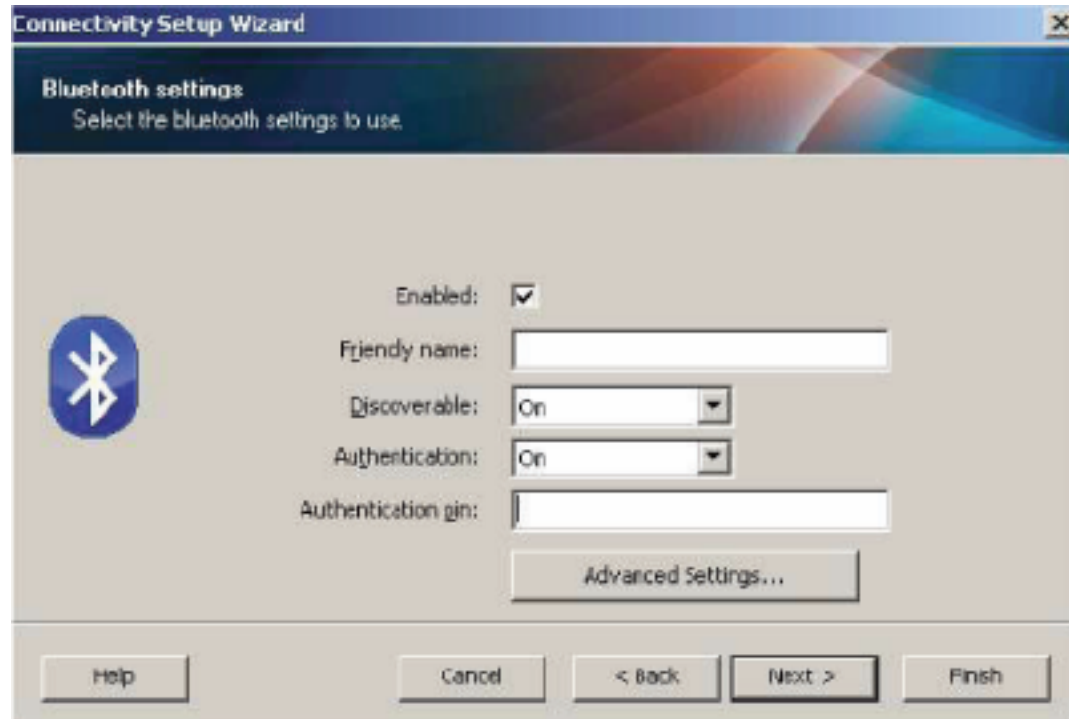 Connectivity Setup Wizard
Bluetooth settings
Select the bluetooth settings to use.
Enabled:
Friendy name:
Discoverable: On
Authentication: On
Authentication pin:
Advanced Settings...
Help Cancel < Back Next > Finish